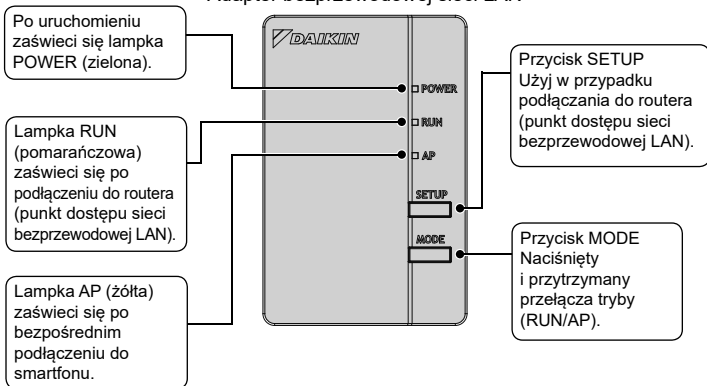 Adapter bezprzewodowej sieci LAN
Po uruchomieniu
zaświeci się lampka
POWER (zielona).
Lampka RUN
(pomarańczowa)
zaświeci się po
podłączeniu do routera
(punkt dostępu sieci
bezprzewodowej LAN).
Lampka AP (żółta)
zaświeci się po
bezpośrednim
podłączeniu do
smartfonu.
DAIKIN
POWER
RUN
AP
SETUP
MODE
Przycisk SETUP
Użyj w przypadku
podłączania do routera
(punkt dostępu sieci
bezprzewodowej LAN).
Przycisk MODE
Naciśnięty
i przytrzymany
przełącza tryby
(RUN/AP).